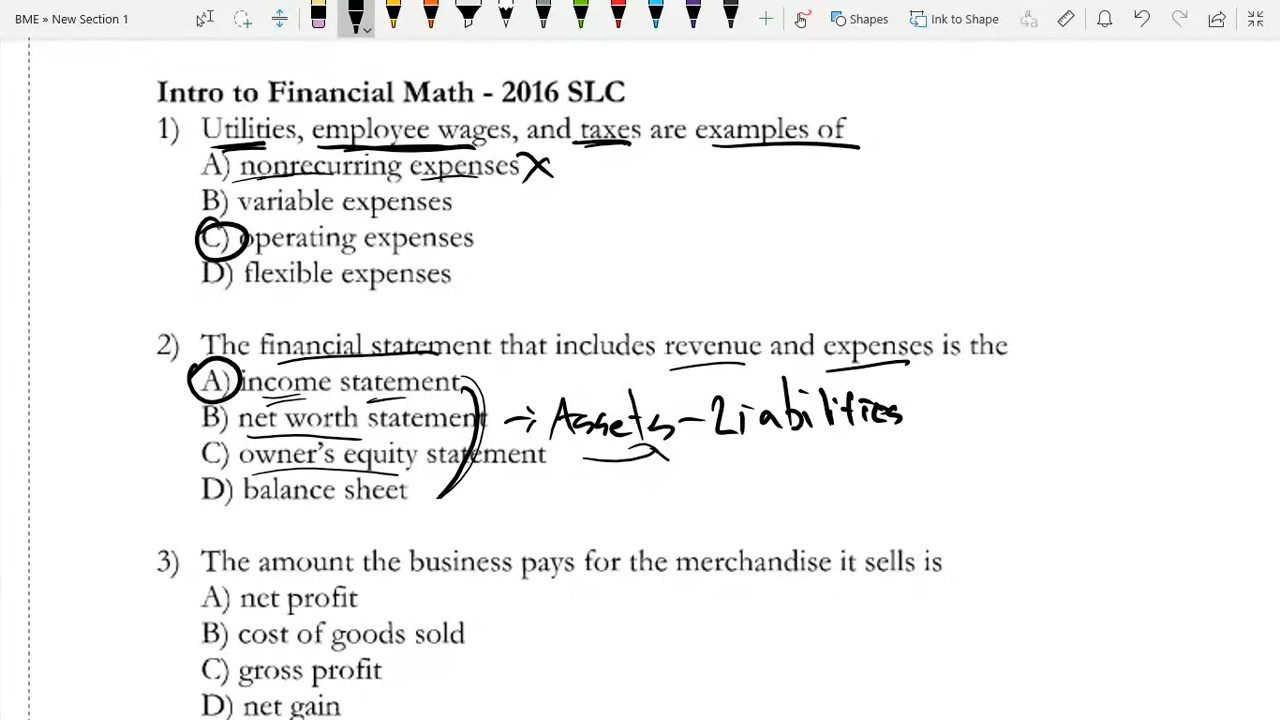 BME » New Section 1
Shapes
Ink to Shape
Intro to Financial Math - 2016 SLC
1) Utilities, employee wages, and taxes are examples of
A) nonrecurring expenses X
B) variable expenses
C) operating expenses
D) flexible expenses
2) The financial statement that includes revenue and expenses is the
A) income statement
B) net worth statement → Assets - Liabilities
C) owner's equity statement
D) balance sheet
3) The amount the business pays for the merchandise it sells is
A) net profit
B) cost of goods sold
C) gross profit
D) net gain